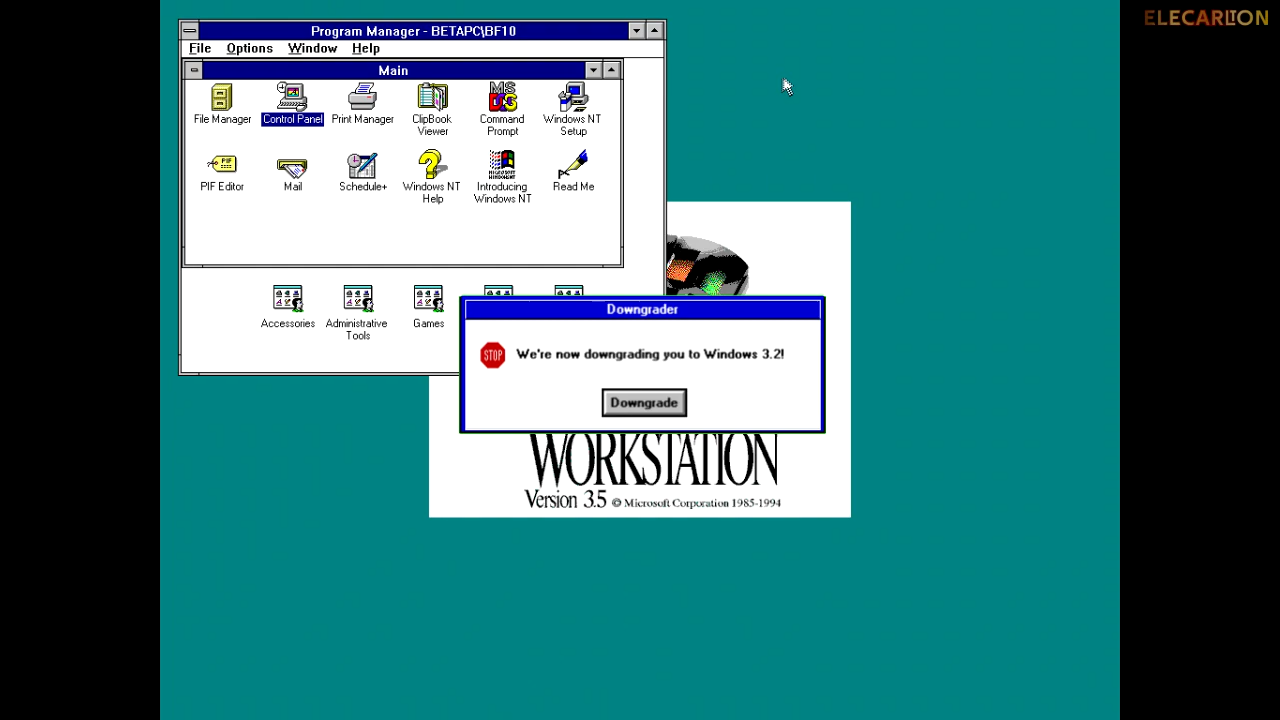 ELECARLION
Program Manager - BETAPC\BF10
File Options Window Help
Main
File Manager
Control Panel
Print Manager
ClipBook
Viewer
Command
Prompt
Windows NT
Setup
PIF Editor
Mail
Schedule+
Windows NT
Help
Introducing
Windows NT
Read Me
Accessories
Administrative
Tools
Games
Downgrader
STOP
We're now downgrading you to Windows 3.2!
Downgrade
WORKSTATION
Version 3.5 © Microsoft Corporation 1985-1994